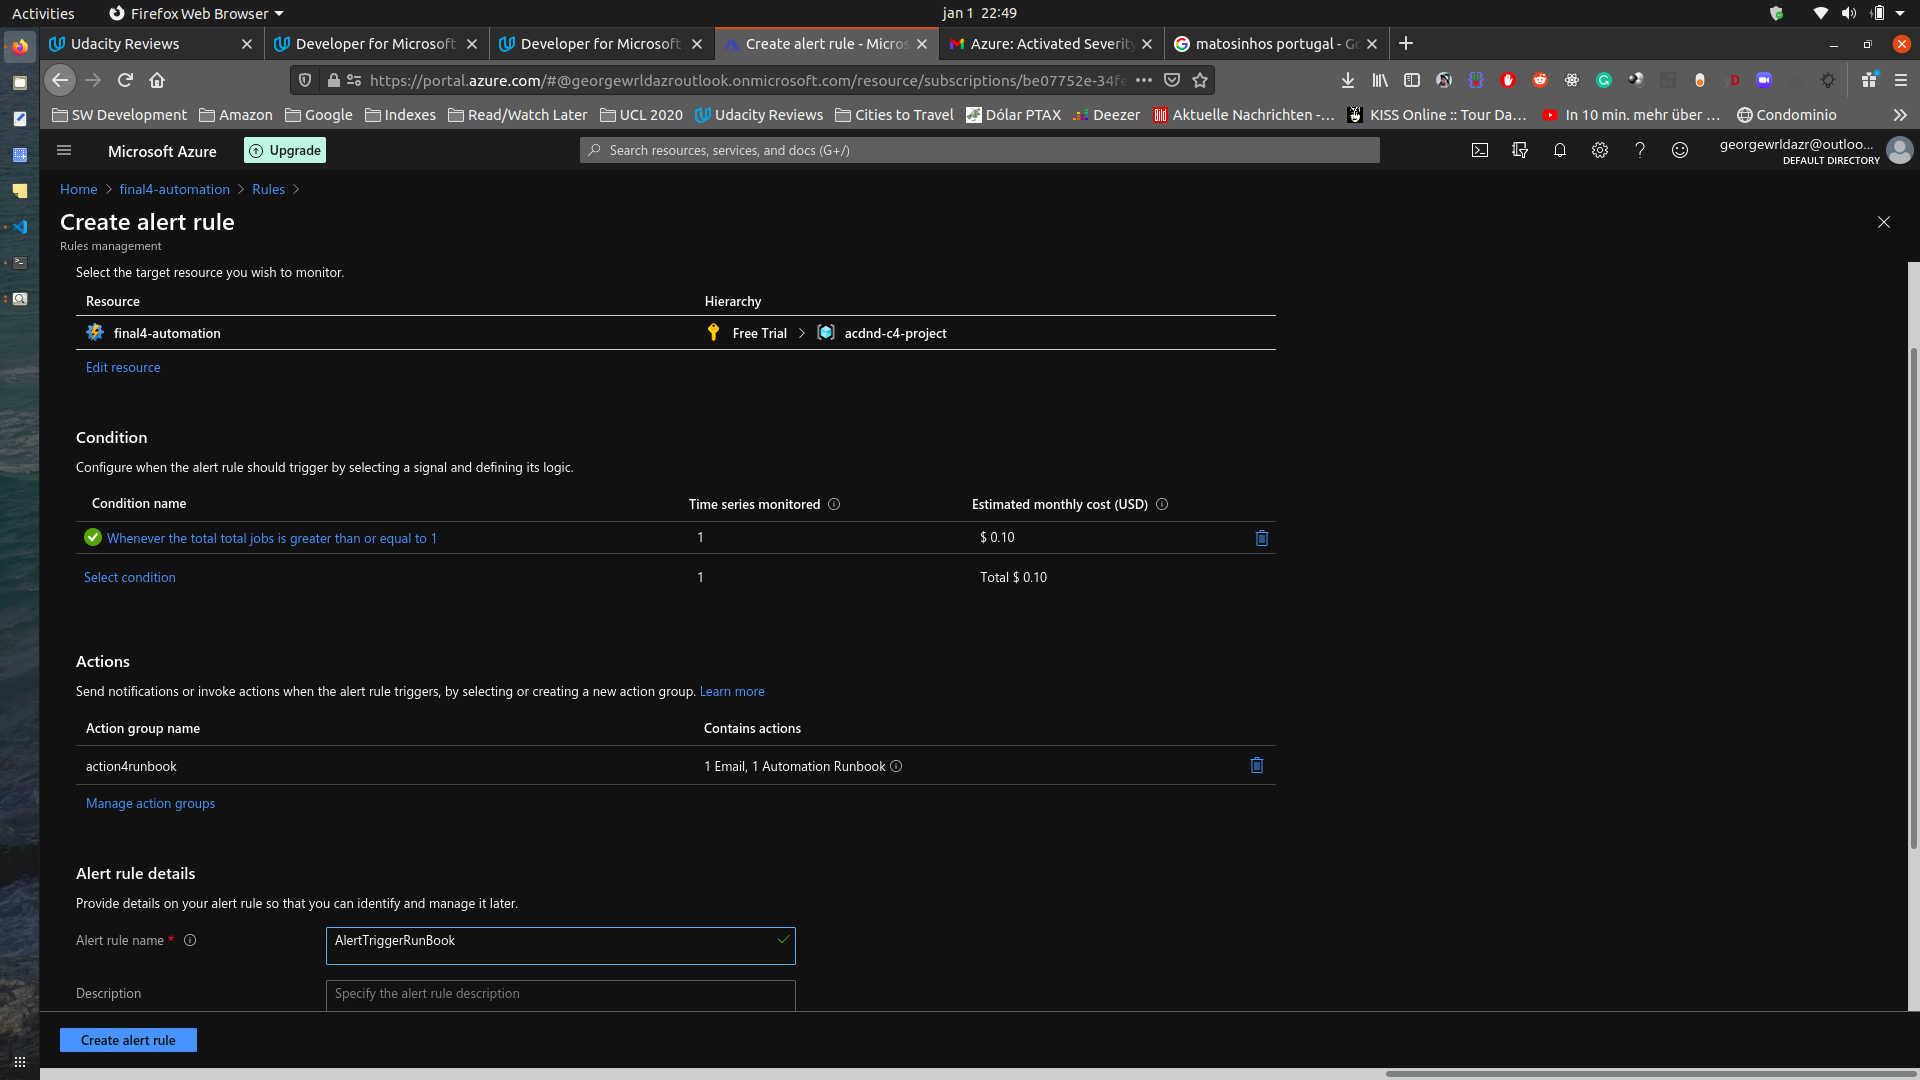 Activities
Firefox Web Browser
jan 1 22:49
Udacity Reviews
Developer for Microsoft
Developer for Microsoft
Create alert rule - Micros
Azure: Activated Severity
matosinhos portugal - Go
https://portal.azure.com/#@georgewrldazroutlook.onmicrosoft.com/resource/subscriptions/be07752e-34fe
SW Development
Amazon
Google
Indexes
Read/Watch Later
UCL 2020
Udacity Reviews
Cities to Travel
Dólar PTAX
Deezer
Aktuelle Nachrichten -...
KISS Online :: Tour Da...
In 10 min. mehr über ...
Condominio
Microsoft Azure
Upgrade
Search resources, services, and docs (G+/)
georgewrldazr@outloo...
DEFAULT DIRECTORY
Home > final4-automation > Rules >
Create alert rule
Rules management
Select the target resource you wish to monitor.
Resource
Hierarchy
final4-automation
Free Trial > acdnd-c4-project
Edit resource
Condition
Configure when the alert rule should trigger by selecting a signal and defining its logic.
Condition name
Time series monitored
Estimated monthly cost (USD)
Whenever the total total jobs is greater than or equal to 1
1
$ 0.10
Select condition
1
Total $ 0.10
Actions
Send notifications or invoke actions when the alert rule triggers, by selecting or creating a new action group. Learn more
Action group name
Contains actions
action4runbook
1 Email, 1 Automation Runbook
Manage action groups
Alert rule details
Provide details on your alert rule so that you can identify and manage it later.
Alert rule name *
AlertTriggerRunBook
Description
Specify the alert rule description
Create alert rule